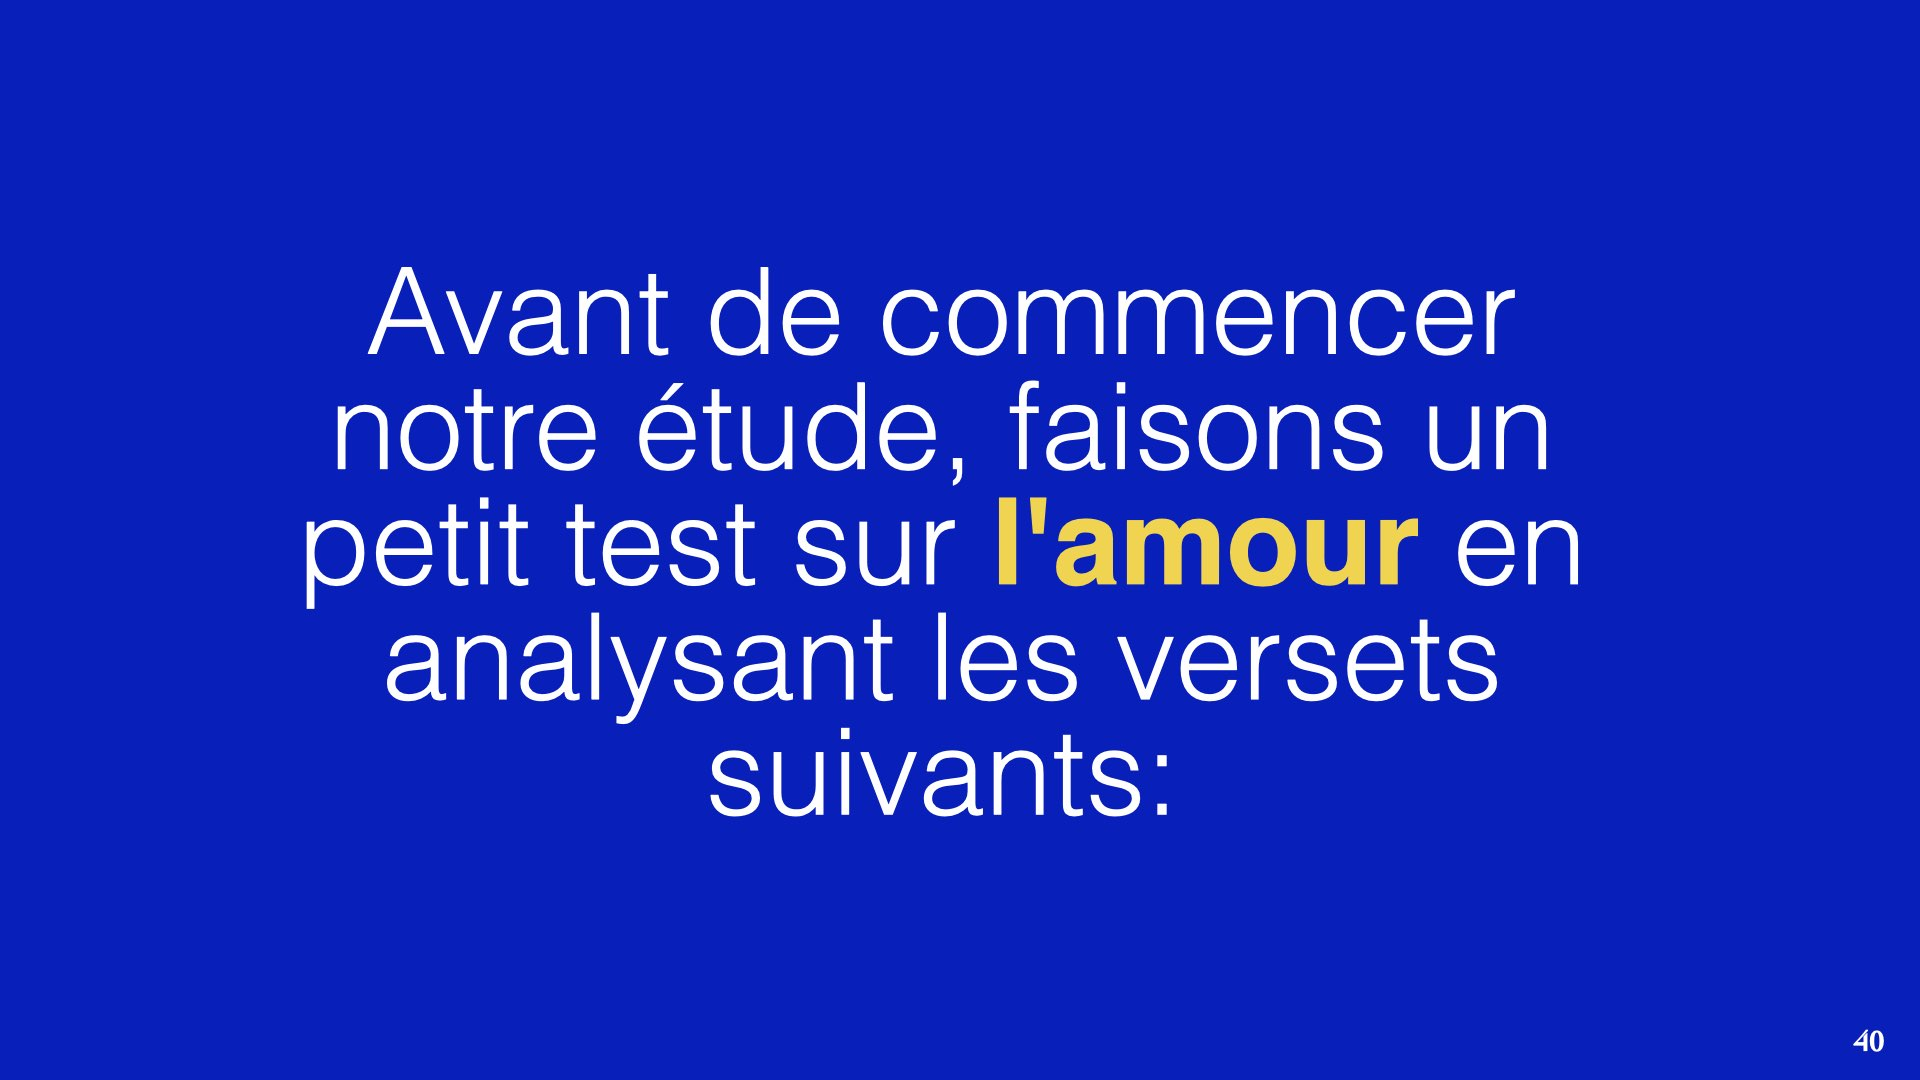 Avant de commencer
notre étude, faisons un
petit test sur l'amour en
analysant les versets
suivants:
40